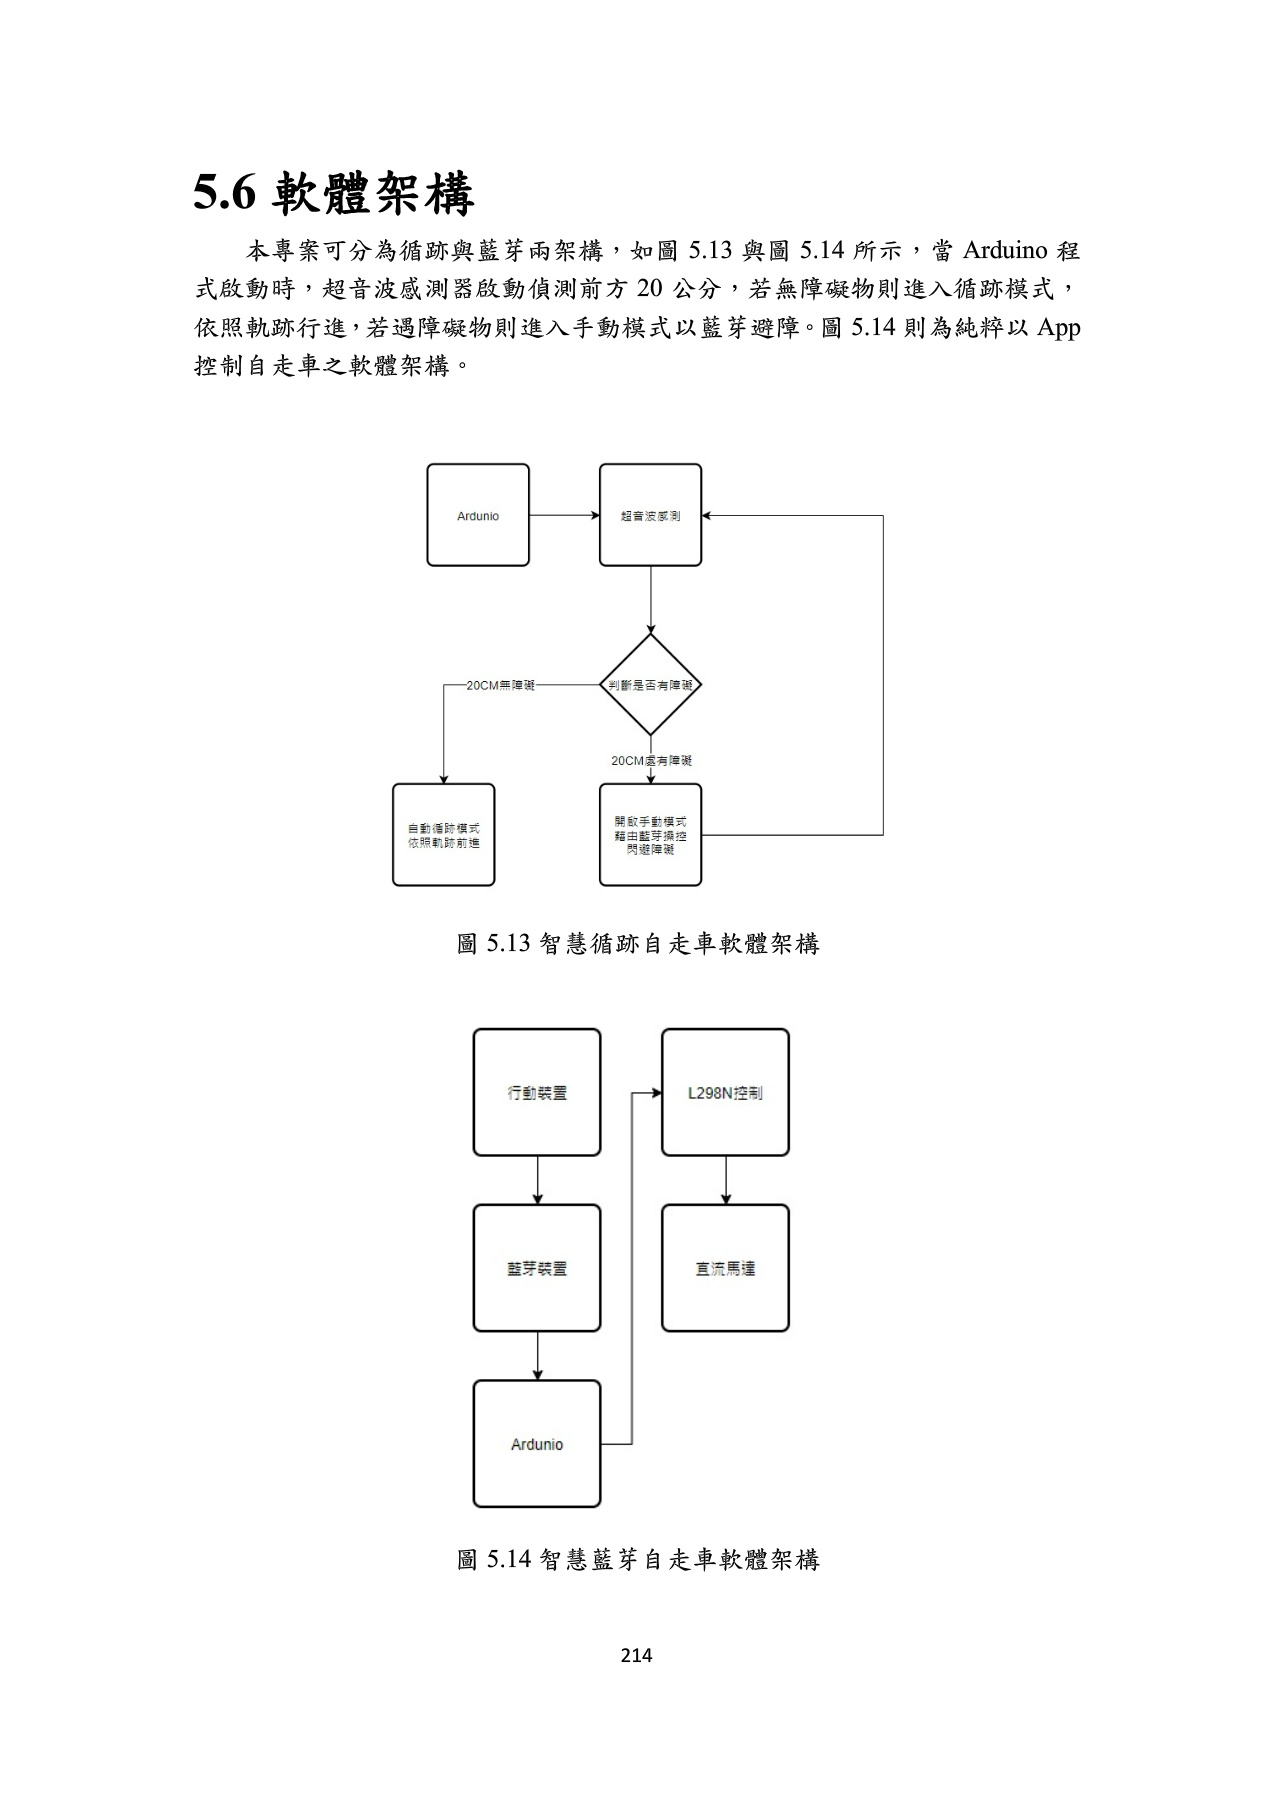 5.6 軟體架構
本專案可分為循跡與藍芽兩架構，如圖 5.13 與圖 5.14 所示，當 Arduino 程
式啟動時，超音波感測器啟動偵測前方 20 公分，若無障礙物則進入循跡模式，
依照軌跡行進，若遇障礙物則進入手動模式以藍芽避障。圖 5.14 則為純粹以 App
控制自走車之軟體架構。
Ardunio
超音波感測
判斷是否有障礙
20CM無障礙
20CM處有障礙
自動循跡模式
依照軌跡前進
開啟手動模式
藉由藍芽操控
閃避障礙
圖 5.13 智慧循跡自走車軟體架構
行動裝置
L298N控制
藍芽裝置
直流馬達
Ardunio
圖 5.14 智慧藍芽自走車軟體架構
214